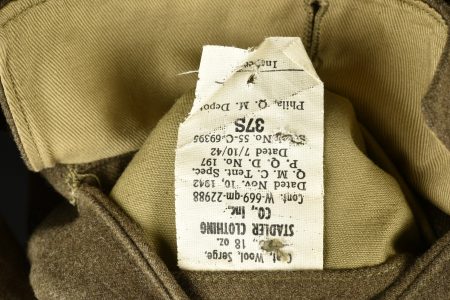 Wool, Serge,
18 oz.
STADLER CLOTHING
CO., Inc.
Cont. W-669-qm-22988
Dated Nov. 10, 1942
Q. M. C. Tent Spec.
P. Q. D. No. 197
Dated 7/10/42
No. 55-C-69395
37S
Phila. Q. M. Depot